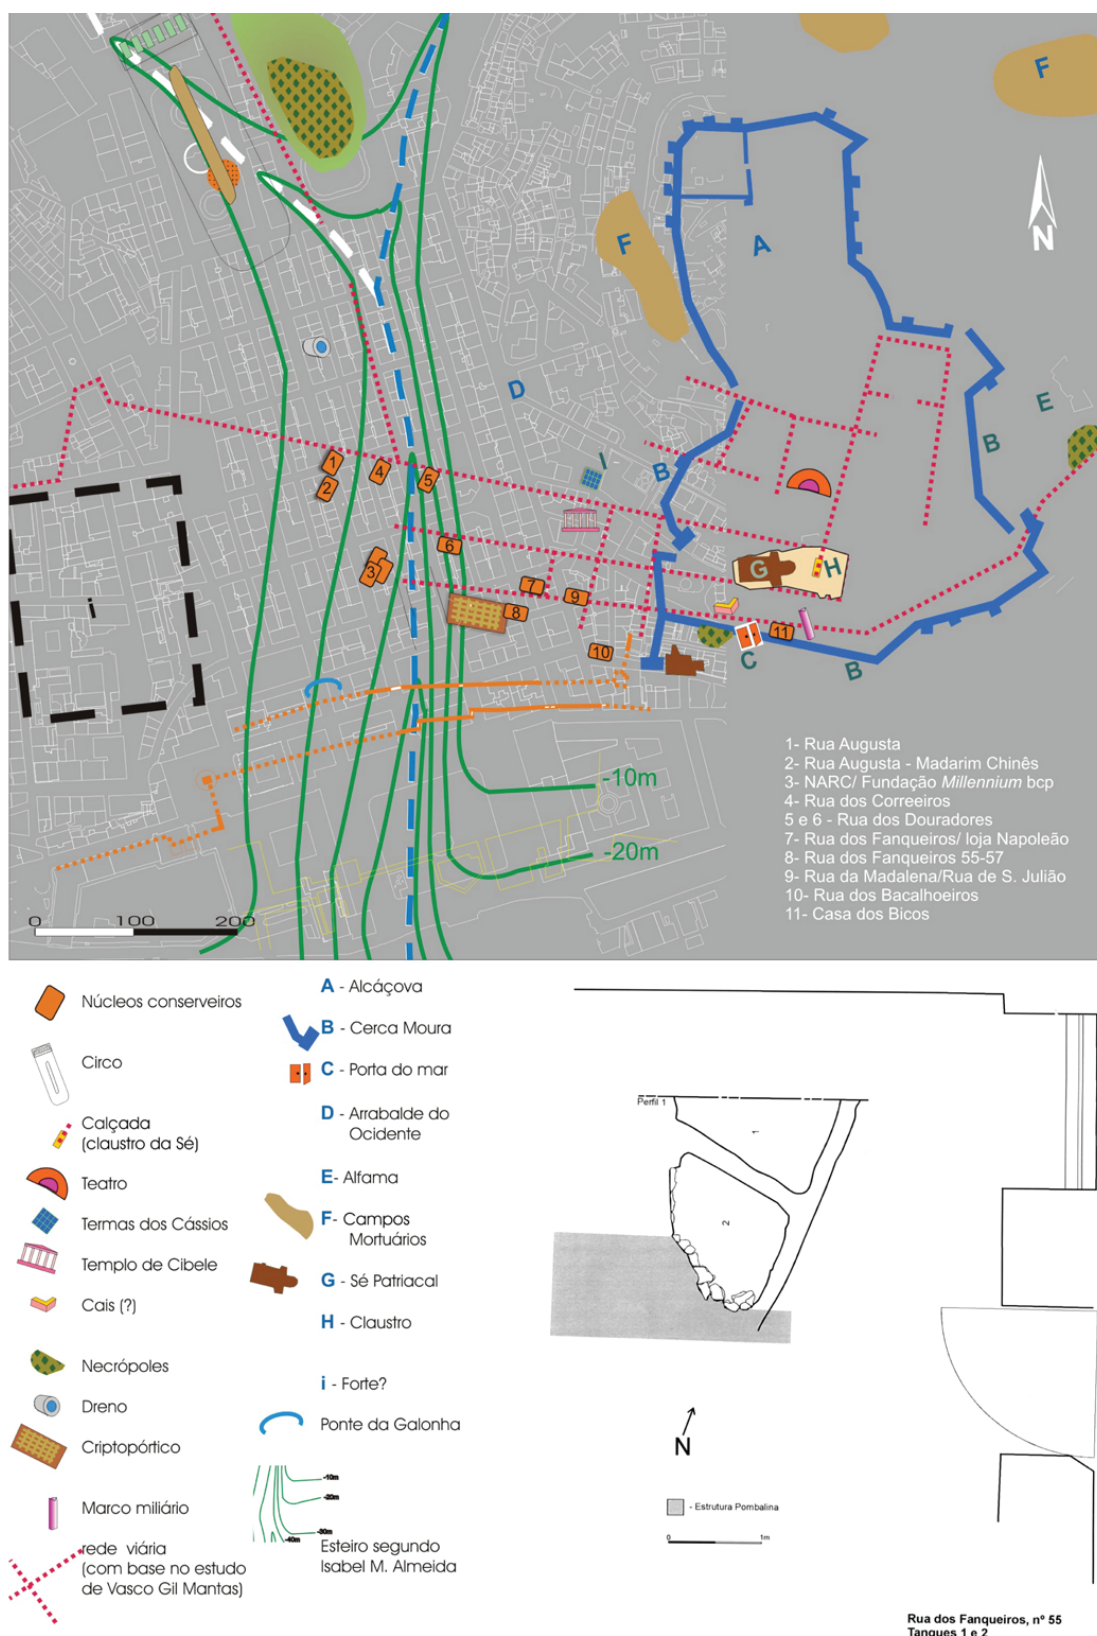 F
F
A
N
D
E
I
B
B
1
4
2
5
6
3
7
8
9
G
H
i
10
11
C
B
-10m
-20m
1- Rua Augusta
2- Rua Augusta - Madarim Chinês
3- NARC/ Fundação Millennium bcp
4- Rua dos Correeiros
5 e 6 - Rua dos Douradores
7- Rua dos Fanqueiros/ loja Napoleão
8- Rua dos Fanqueiros 55-57
9- Rua da Madalena/Rua de S. Julião
10- Rua dos Bacalhoeiros
11- Casa dos Bicos
0 100 200
Núcleos conserveiros
Circo
Calçada
(claustro da Sé)
Teatro
Termas dos Cássios
Templo de Cibele
Cais (?)
Necrópoles
Dreno
Criptopórtico
Marco miliário
rede viária
(com base no estudo
de Vasco Gil Mantas)
A - Alcáçova
B - Cerca Moura
C - Porta do mar
D - Arrabalde do
Ocidente
E- Alfama
F- Campos
Mortuários
G - Sé Patriacal
H - Claustro
i - Forte?
Ponte da Galonha
-10m
-20m
-30m
-40m
Esteiro segundo
Isabel M. Almeida
Perfil 1
1
2
N
- Estrutura Pombalina
0 1m
Rua dos Fanqueiros, nº 55
Tanques 1 e 2